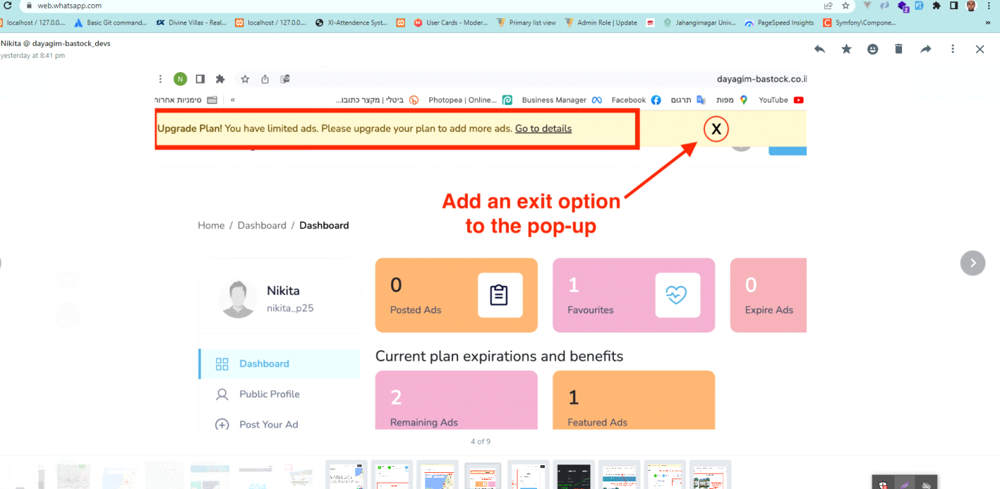 web.whatsapp.com
localhost / 127.0.0.... Basic Git command... Divine Villas - Real... localhost / 127.0.0.... XI-Attendence Syst... User Cards - Moder... Primary list view Admin Role | Update Jahangirnagar Univ... PageSpeed Insights Symfony\Compone... »
Nikita @ dayagim-bastock_devs
yesterday at 8:41 pm
N dayagim-bastock.co.il
סימניות אחרות « ביטלי | מקצר כתובו... Photopea | Online... Business Manager Facebook תרגום מפות YouTube
Upgrade Plan! You have limited ads. Please upgrade your plan to add more ads. Go to details X
Add an exit option
to the pop-up
Home / Dashboard / Dashboard
Nikita
nikita_p25
0
Posted Ads
1
Favourites
0
Expire Ads
Dashboard
Public Profile
Post Your Ad
Current plan expirations and benefits
2
Remaining Ads
1
Featured Ads
4 of 9
404